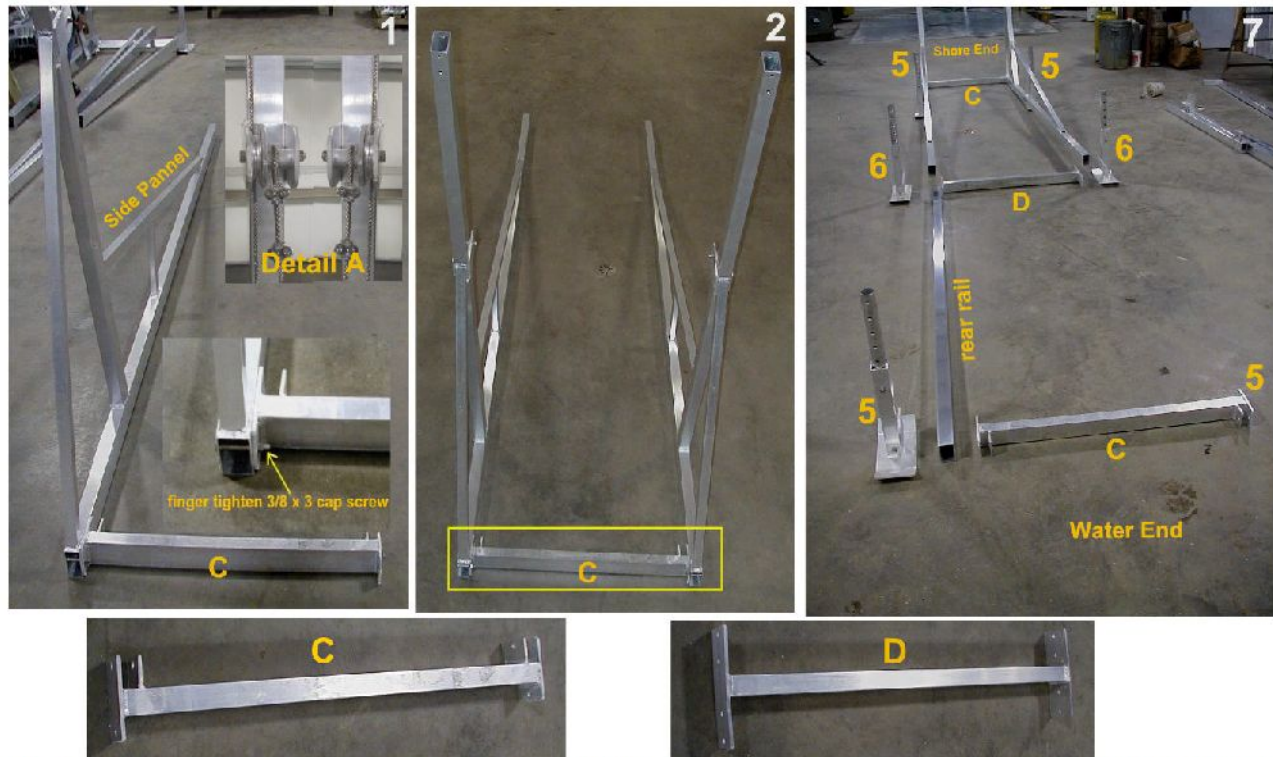 1
Side Pannel
Detail A
finger tighten 3/8 x 3 cap screw
C
2
C
7
Shore End
5
5
C
6
6
D
rear rail
5
5
C
Water End
C
D